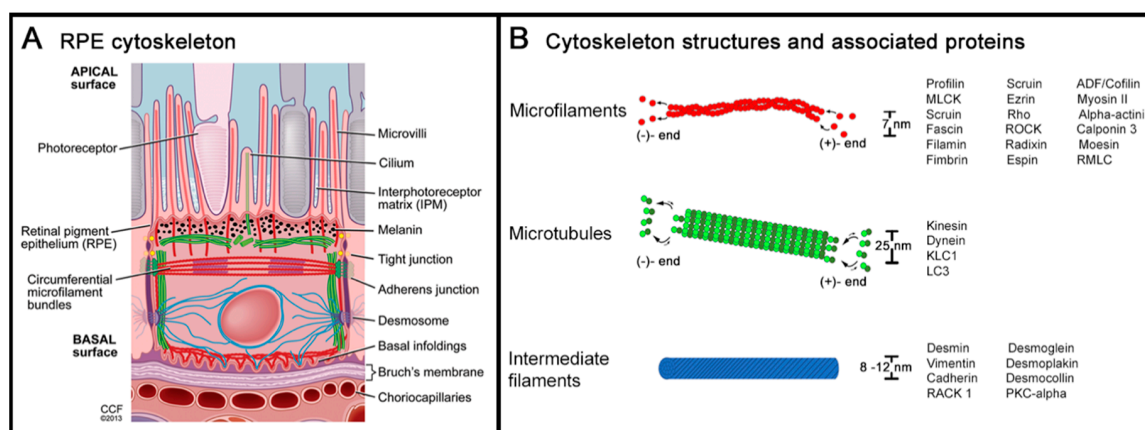 A RPE cytoskeleton
APICAL
surface
Photoreceptor
Retinal pigment
epithelium (RPE)
Circumferential
microfilament
bundles
BASAL
surface
CCF
©2013
Microvilli
Cilium
Interphotoreceptor
matrix (IPM)
Melanin
Tight junction
Adherens junction
Desmosome
Basal infoldings
Bruch's membrane
Choriocapillaries
B Cytoskeleton structures and associated proteins
Microfilaments
(-)- end
(+)- end
7 nm
Profilin Scruin ADF/Cofilin
MLCK Ezrin Myosin II
Scruin Rho Alpha-actini
Fascin ROCK Calponin 3
Filamin Radixin Moesin
Fimbrin Espin RMLC
Microtubules
(-)- end
(+)- end
25 nm
Kinesin
Dynein
KLC1
LC3
Intermediate
filaments
8 -12 nm
Desmin Desmoglein
Vimentin Desmoplakin
Cadherin Desmocollin
RACK 1 PKC-alpha